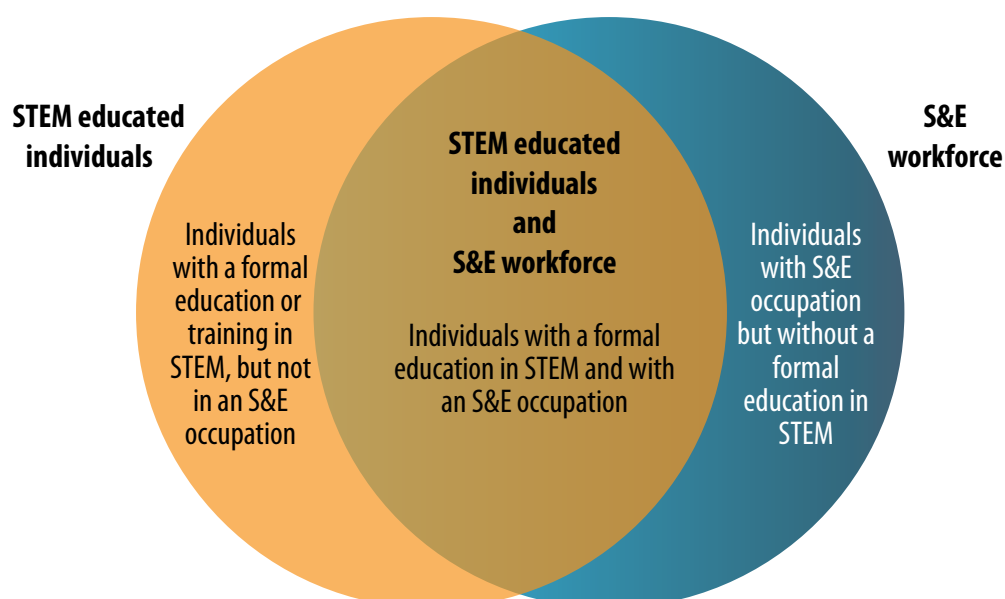 STEM educated
individuals
S&E
workforce
STEM educated
individuals
and
S&E workforce
Individuals
with a formal
education or
training in
STEM, but not
in an S&E
occupation
Individuals with a formal
education in STEM and with
an S&E occupation
Individuals
with S&E
occupation
but without a
formal
education in
STEM